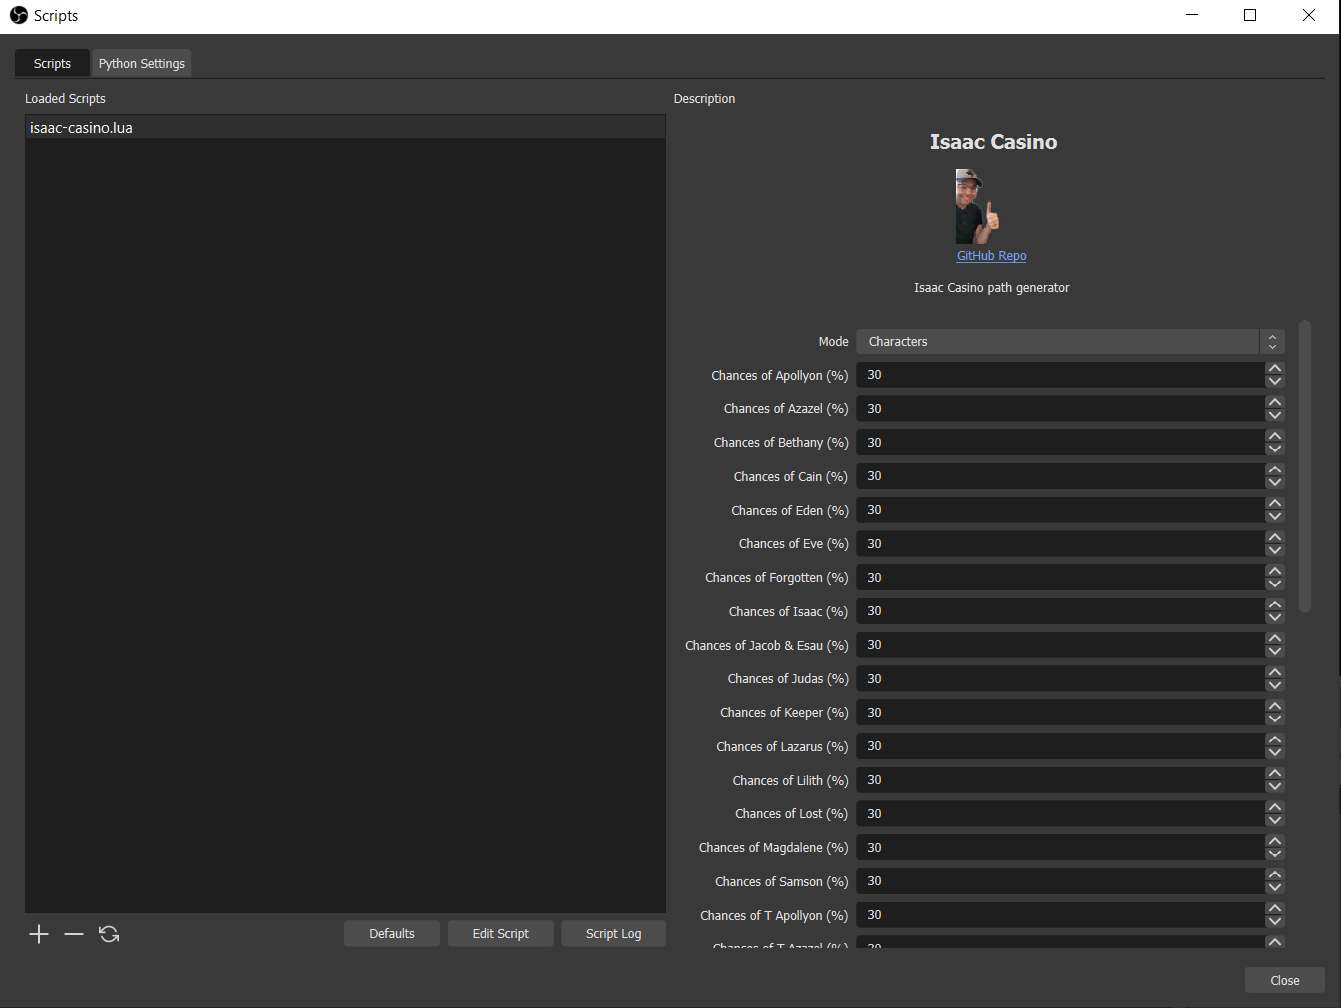 Scripts
Scripts
Python Settings
Loaded Scripts
isaac-casino.lua
Defaults
Edit Script
Script Log
Description
Isaac Casino
GitHub Repo
Isaac Casino path generator
Mode Characters
Chances of Apollyon (%) 30
Chances of Azazel (%) 30
Chances of Bethany (%) 30
Chances of Cain (%) 30
Chances of Eden (%) 30
Chances of Eve (%) 30
Chances of Forgotten (%) 30
Chances of Isaac (%) 30
Chances of Jacob & Esau (%) 30
Chances of Judas (%) 30
Chances of Keeper (%) 30
Chances of Lazarus (%) 30
Chances of Lilith (%) 30
Chances of Lost (%) 30
Chances of Magdalene (%) 30
Chances of Samson (%) 30
Chances of T Apollyon (%) 30
Chances of T Azazel (%) 30
Close